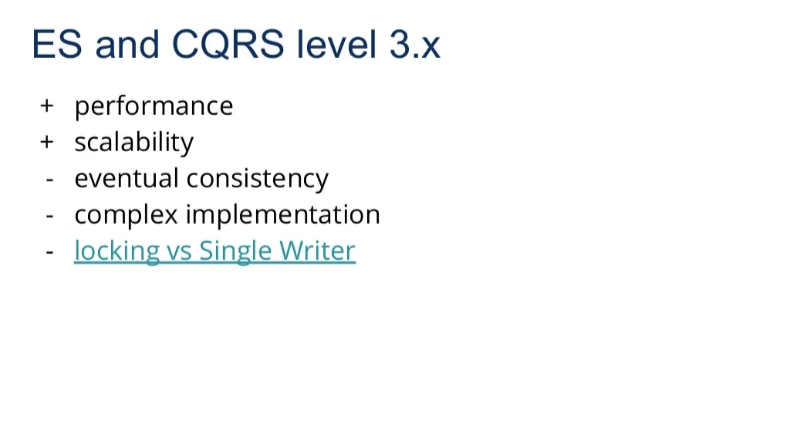 ES and CQRS level 3.x
+ performance
+ scalability
- eventual consistency
- complex implementation
- locking vs Single Writer